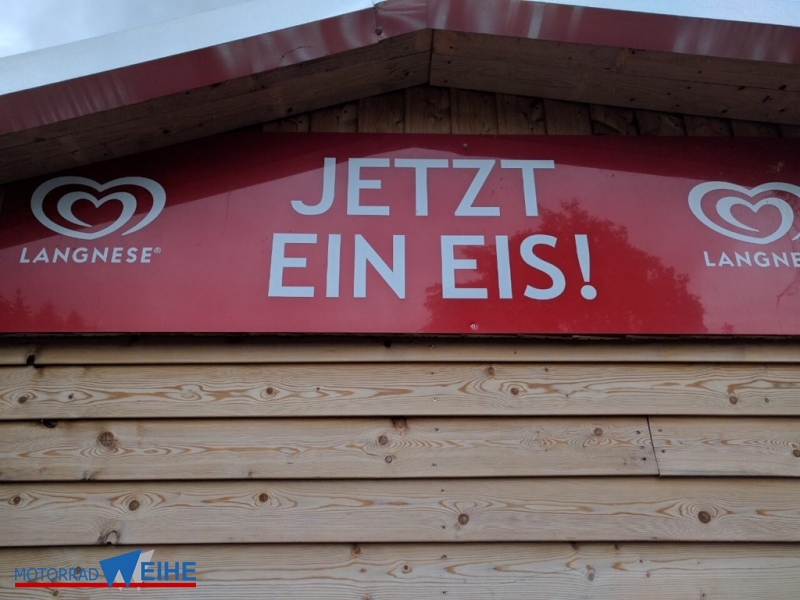 JETZT
EIN EIS!
LANGNESE®
LANGNE
MOTORRAD WEIHE